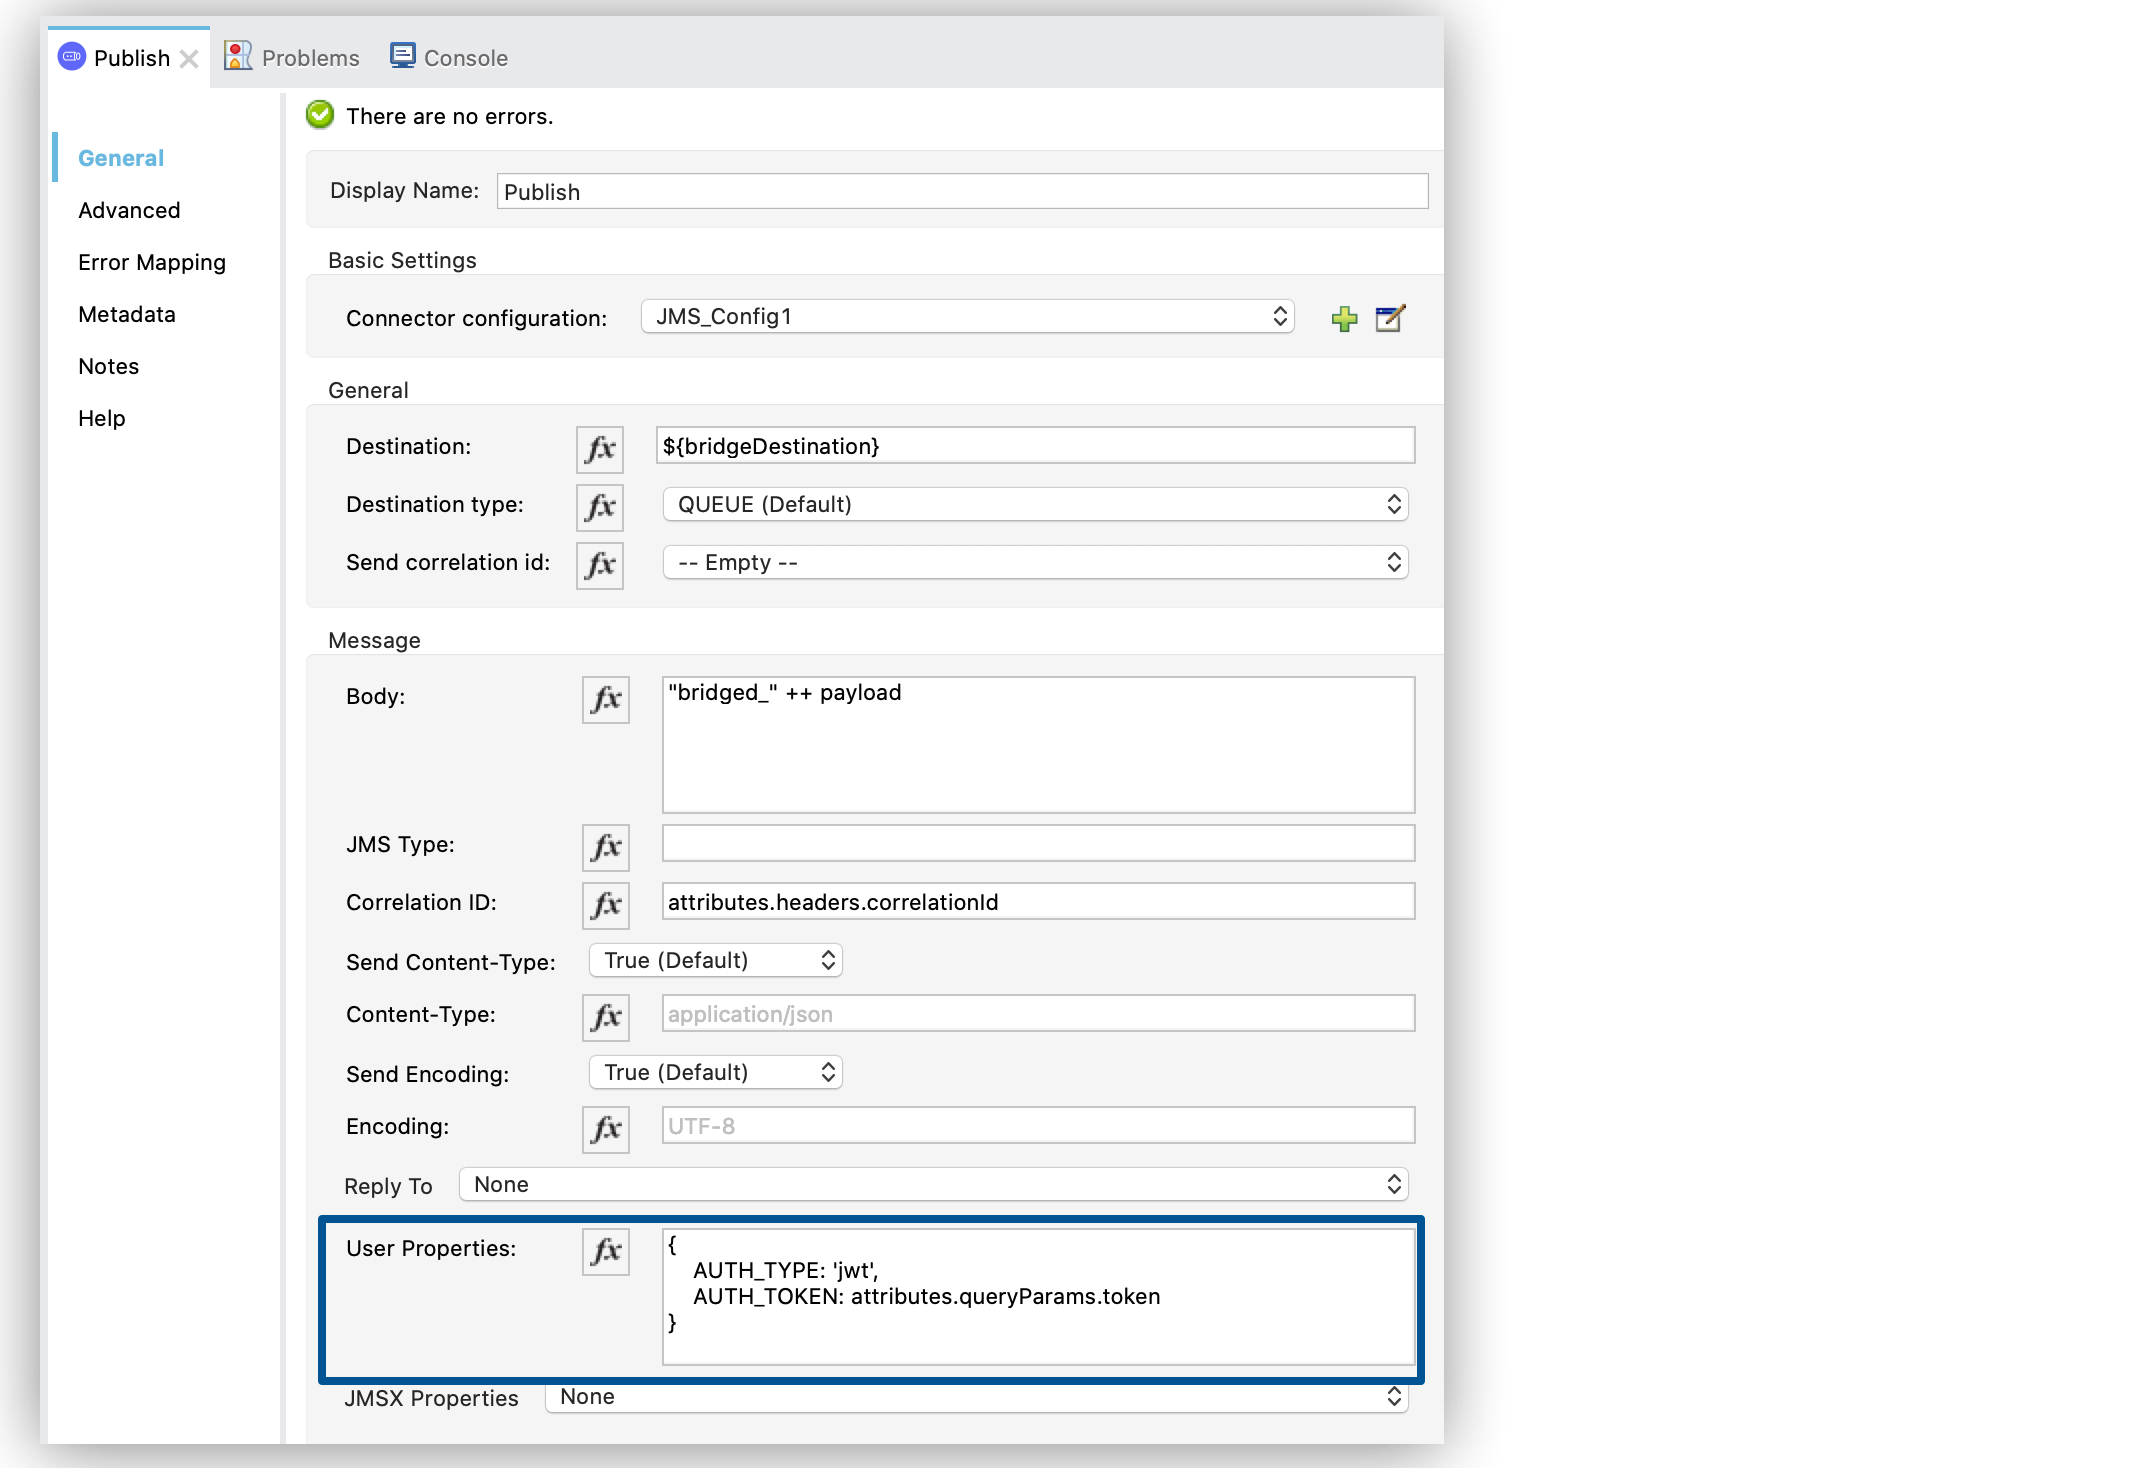 Publish
Problems
Console
There are no errors.
General
Advanced
Error Mapping
Metadata
Notes
Help
Display Name: Publish
Basic Settings
Connector configuration: JMS_Config1
General
Destination: fx ${bridgeDestination}
Destination type: fx QUEUE (Default)
Send correlation id: fx -- Empty --
Message
Body: fx "bridged_" ++ payload
JMS Type: fx
Correlation ID: fx attributes.headers.correlationId
Send Content-Type: True (Default)
Content-Type: fx application/json
Send Encoding: True (Default)
Encoding: fx UTF-8
Reply To None
User Properties: fx {
AUTH_TYPE: 'jwt',
AUTH_TOKEN: attributes.queryParams.token
}
JMSX Properties None